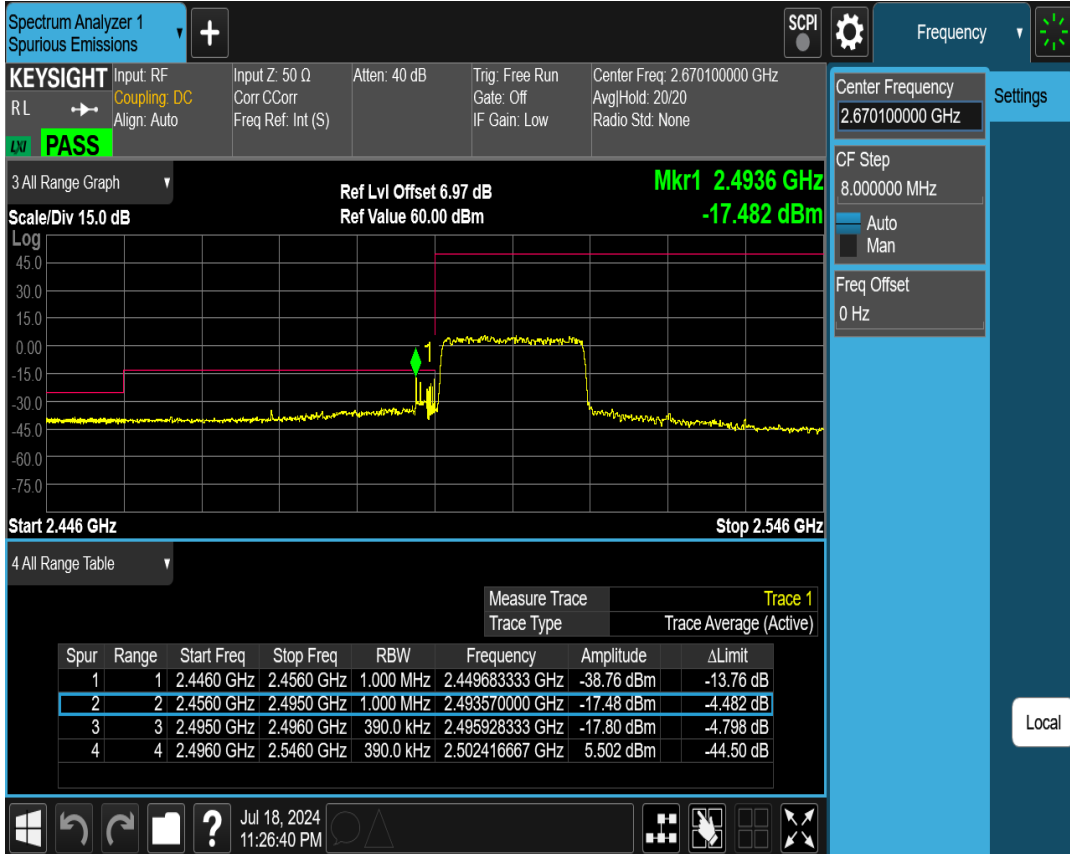 Spectrum Analyzer 1
Spurious Emissions
+
SCPI
Frequency
KEYSIGHT
RL
LXI
PASS
Input: RF
Coupling: DC
Align: Auto
Input Z: 50 Ω
Corr CCorr
Freq Ref: Int (S)
Atten: 40 dB
Trig: Free Run
Gate: Off
IF Gain: Low
Center Freq: 2.670100000 GHz
Avg|Hold: 20/20
Radio Std: None
Center Frequency
2.670100000 GHz
Settings
CF Step
8.000000 MHz
Auto
Man
Freq Offset
0 Hz
3 All Range Graph
Ref Lvl Offset 6.97 dB
Mkr1 2.4936 GHz
Scale/Div 15.0 dB
Ref Value 60.00 dBm
-17.482 dBm
Log
45.0
30.0
15.0
0.00
-15.0
-30.0
-45.0
-60.0
-75.0
1
Start 2.446 GHz
Stop 2.546 GHz
4 All Range Table
Measure Trace Trace 1
Trace Type Trace Average (Active)
Spur Range Start Freq Stop Freq RBW Frequency Amplitude ΔLimit
1 1 2.4460 GHz 2.4560 GHz 1.000 MHz 2.449683333 GHz -38.76 dBm -13.76 dB
2 2 2.4560 GHz 2.4950 GHz 1.000 MHz 2.493570000 GHz -17.48 dBm -4.482 dB
3 3 2.4950 GHz 2.4960 GHz 390.0 kHz 2.495928333 GHz -17.80 dBm -4.798 dB
4 4 2.4960 GHz 2.5460 GHz 390.0 kHz 2.502416667 GHz 5.502 dBm -44.50 dB
Local
?
Jul 18, 2024
11:26:40 PM